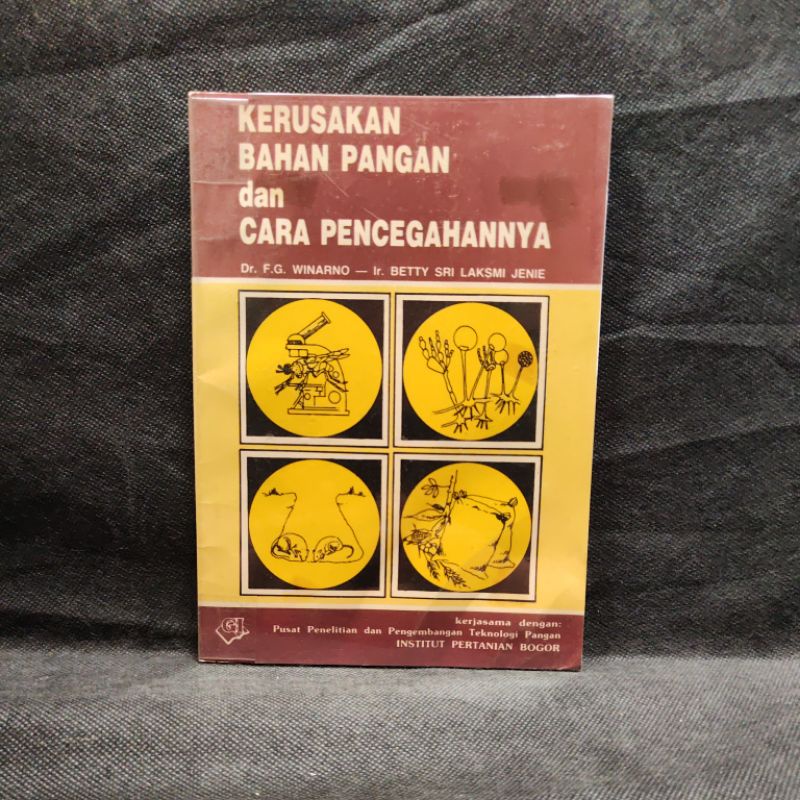 KERUSAKAN
BAHAN PANGAN
dan
CARA PENCEGAHANNYA
Dr. F.G. WINARNO — Ir. BETTY SRI LAKSMI JENIE
kerjasama dengan:
Pusat Penelitian dan Pengembangan Teknologi Pangan
INSTITUT PERTANIAN BOGOR